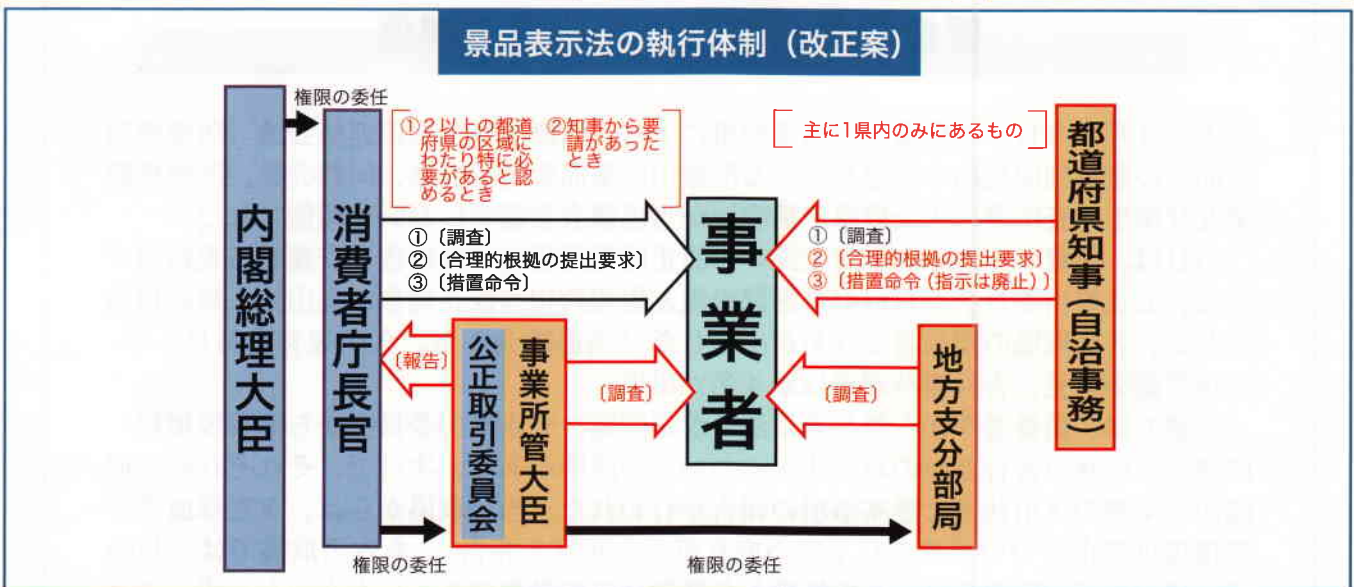 景品表示法の執行体制（改正案）
権限の委任
内閣総理大臣
消費者庁長官
①２以上の都道
府県の区域に
わたり特に必
要があると認
めるとき
②知事から要
請があった
とき
①〔調査〕
②〔合理的根拠の提出要求〕
③〔措置命令〕
事業者
主に1県内のみにあるもの
①〔調査〕
②〔合理的根拠の提出要求〕
③〔措置命令（指示は廃止）〕
都道府県知事（自治事務）
〔報告〕
公正取引委員会
事業所管大臣
〔調査〕
〔調査〕
地方支分部局
権限の委任
権限の委任